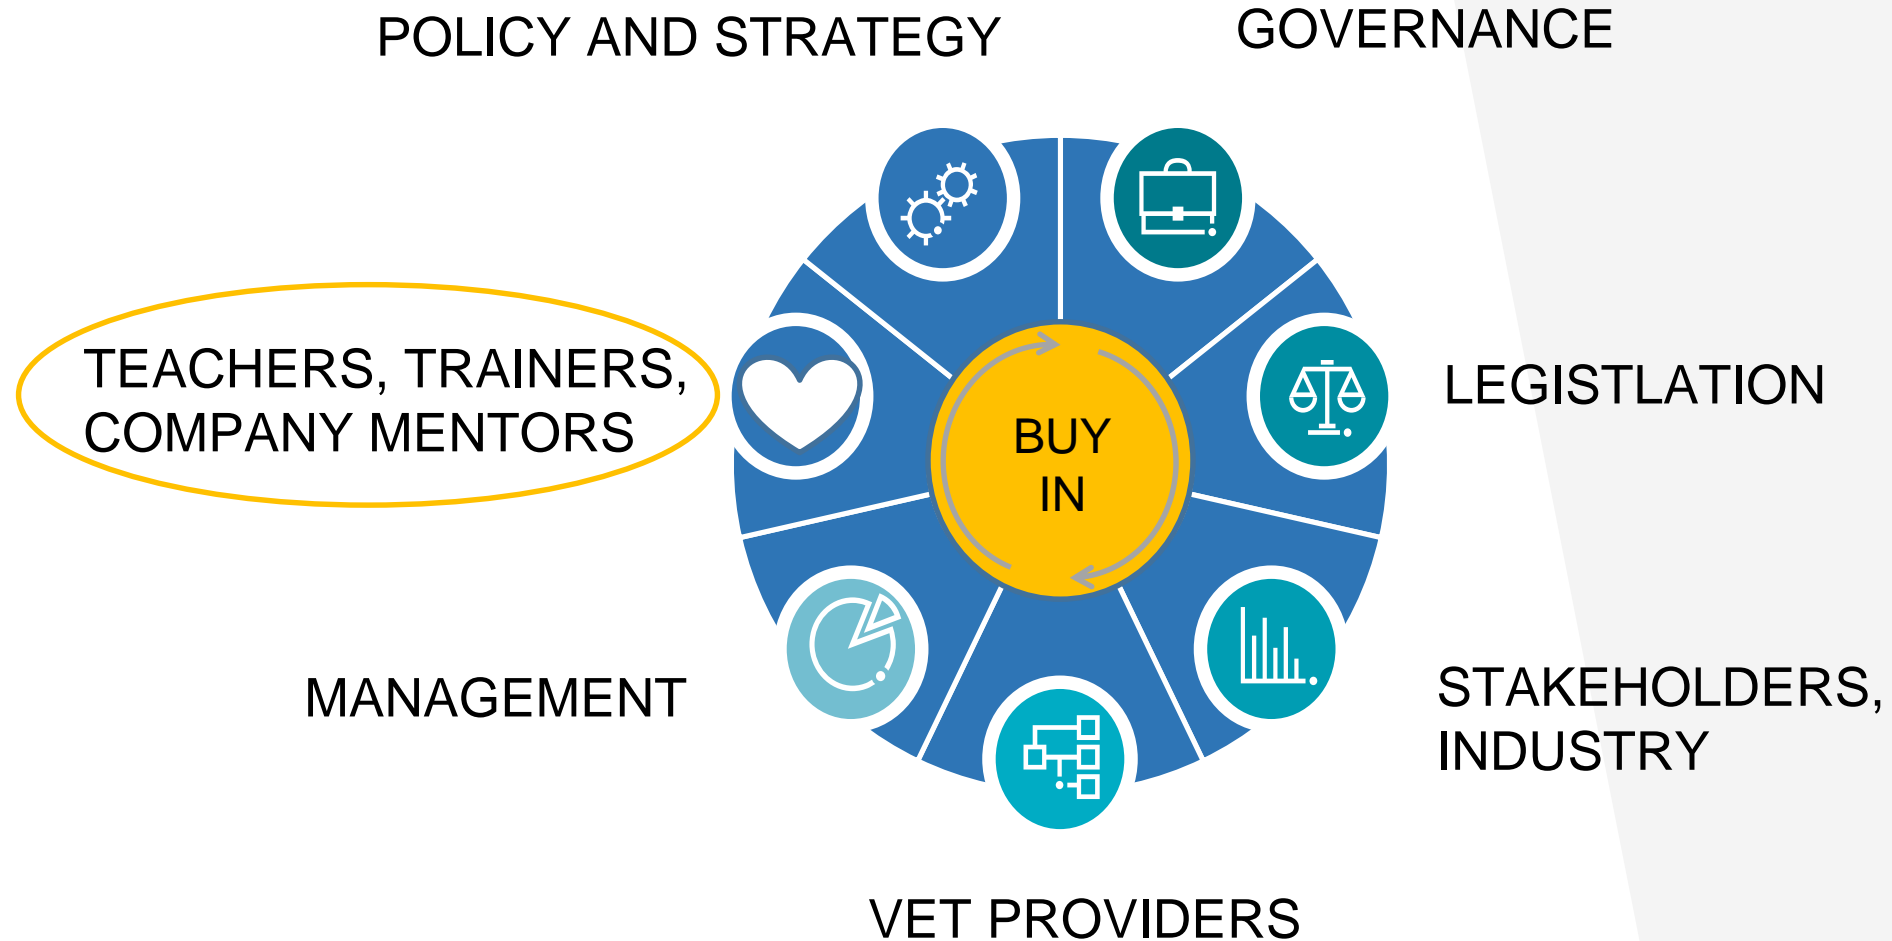 POLICY AND STRATEGY
GOVERNANCE
TEACHERS, TRAINERS,
COMPANY MENTORS
BUY
IN
LEGISTLATION
MANAGEMENT
STAKEHOLDERS,
INDUSTRY
VET PROVIDERS